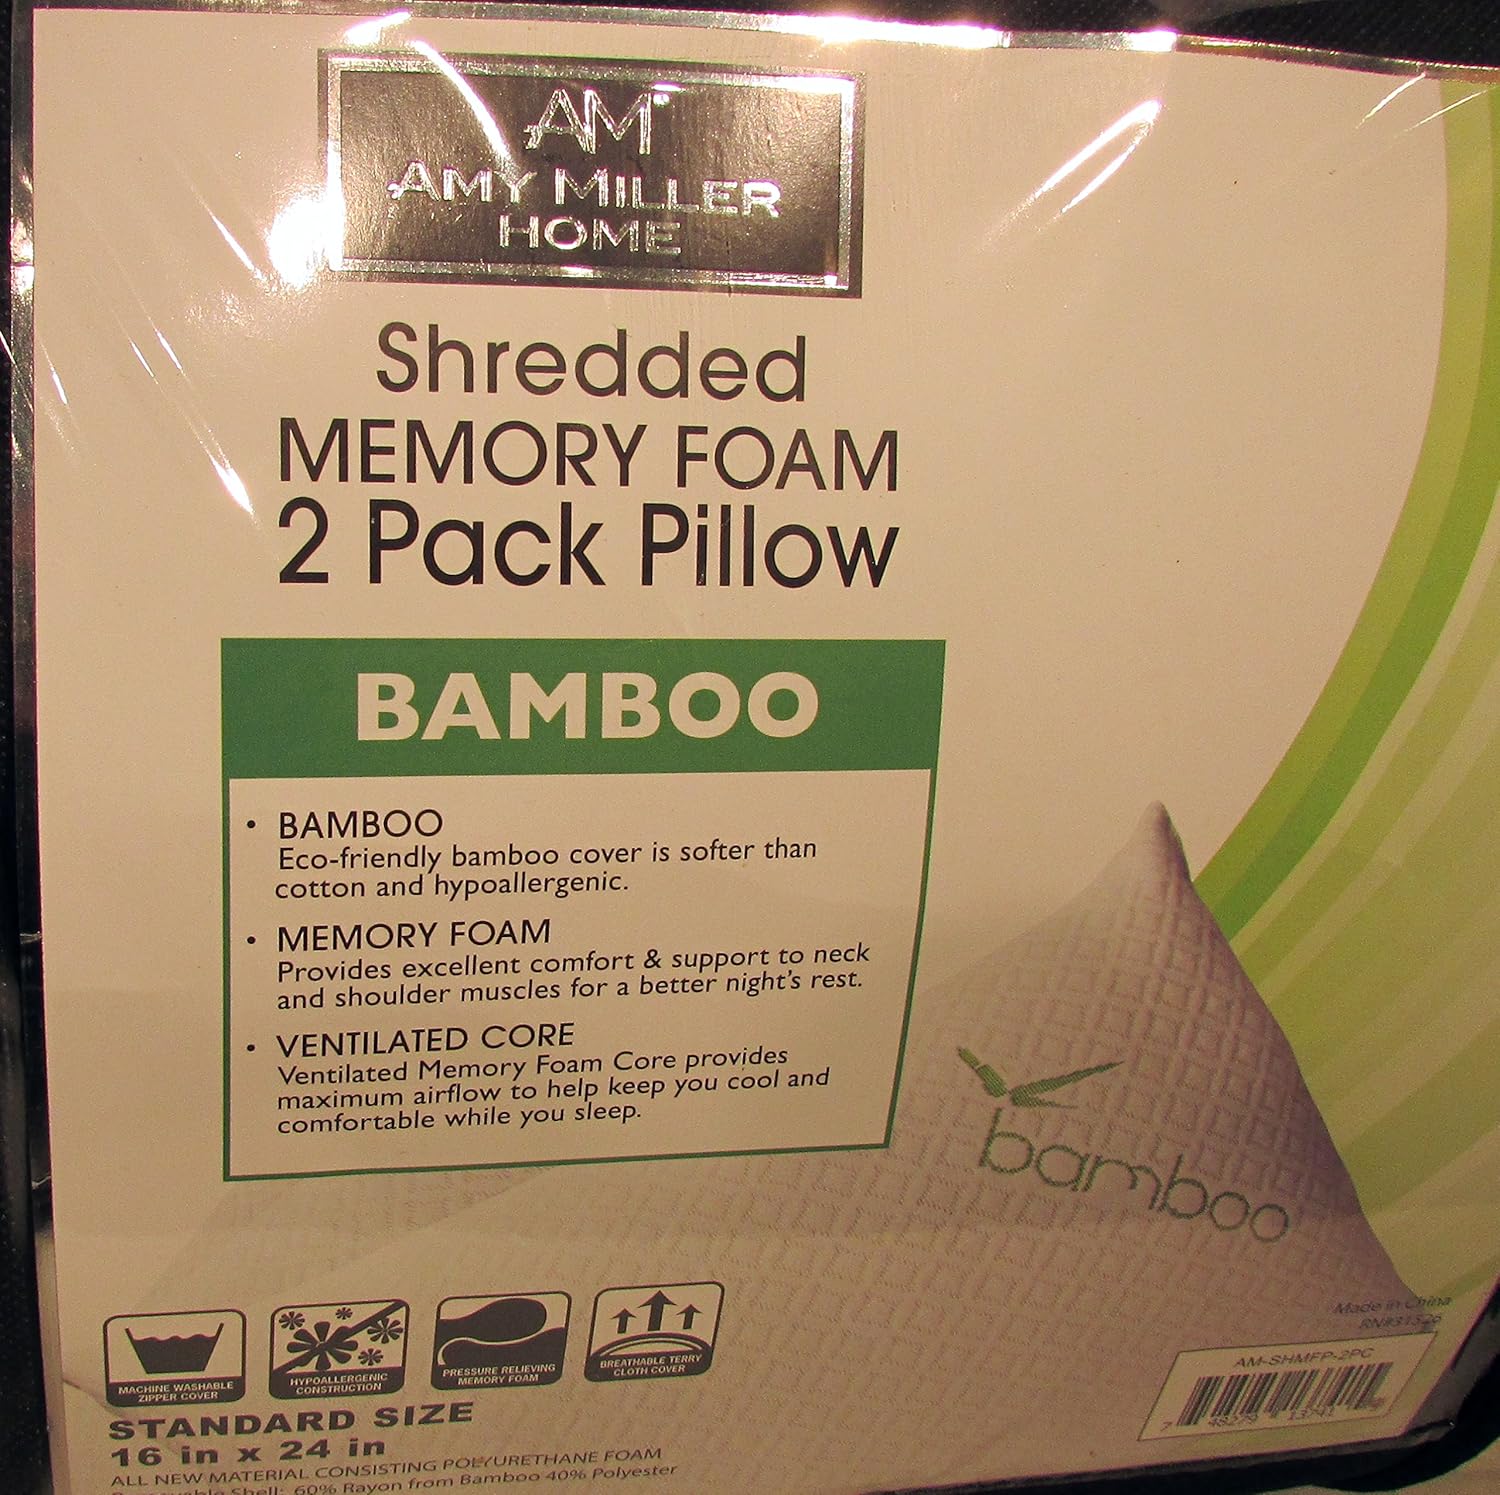 AM
AMY MILLER
HOME
Shredded
MEMORY FOAM
2 Pack Pillow
BAMBOO
• BAMBOO
Eco-friendly bamboo cover is softer than
cotton and hypoallergenic.
• MEMORY FOAM
Provides excellent comfort & support to neck
and shoulder muscles for a better night's rest.
• VENTILATED CORE
Ventilated Memory Foam Core provides
maximum airflow to help keep you cool and
comfortable while you sleep.
bamboo
MACHINE WASHABLE
ZIPPER COVER
HYPOALLERGENIC
CONSTRUCTION
PRESSURE RELIEVING
MEMORY FOAM
BREATHABLE TERRY
CLOTH COVER
Made in China
AM-SHMFP-2PC
7 48279 13741
STANDARD SIZE
16 in x 24 in
ALL NEW MATERIAL CONSISTING POLYURETHANE FOAM
Shell: 60% Rayon from Bamboo 40% Polyester